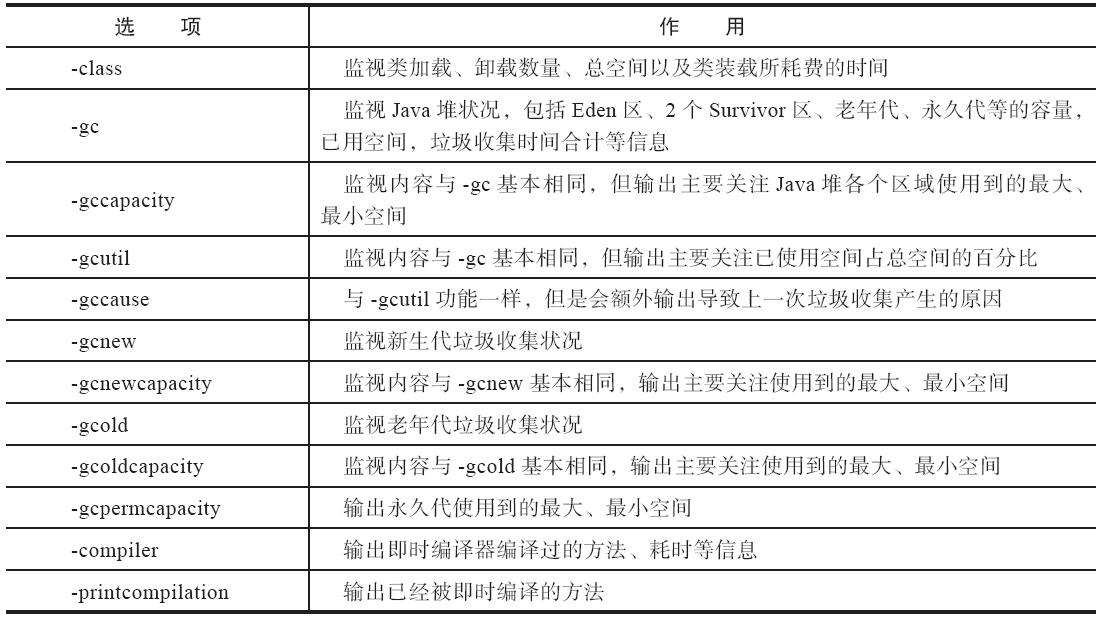 选 项 作 用
-class 监视类加载、卸载数量、总空间以及类装载所耗费的时间
监视 Java 堆状况，包括 Eden 区、2 个 Survivor 区、老年代、永久代等的容量，
-gc
已用空间，垃圾收集时间合计等信息
监视内容与 -gc 基本相同，但输出主要关注 Java 堆各个区域使用到的最大、
-gccapacity
最小空间
-gcutil 监视内容与 -gc 基本相同，但输出主要关注已使用空间占总空间的百分比
-gccause 与 -gcutil 功能一样，但是会额外输出导致上一次垃圾收集产生的原因
-gcnew 监视新生代垃圾收集状况
-gcnewcapacity 监视内容与 -gcnew 基本相同，输出主要关注使用到的最大、最小空间
-gcold 监视老年代垃圾收集状况
-gcoldcapacity 监视内容与 -gcold 基本相同，输出主要关注使用到的最大、最小空间
-gcpermcapacity 输出永久代使用到的最大、最小空间
-compiler 输出即时编译器编译过的方法、耗时等信息
-printcompilation 输出已经被即时编译的方法